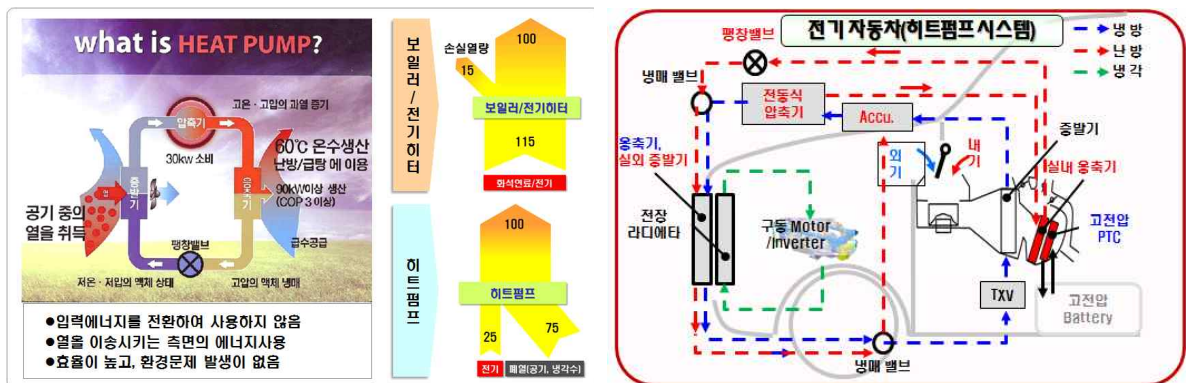 what is HEAT PUMP?
고온·고압의 과열 증기
압축기
30kw 소비
60℃ 온수생산
난방/급탕 에 이용
90kW이상 생산
(COP 3 이상)
증발기
응축기
열
공기 중의
열을 취득
팽창밸브
급수공급
저온·저압의 액체 상태
고압의 액체 냉매
●입력에너지를 전환하여 사용하지 않음
●열을 이송시키는 측면의 에너지사용
●효율이 높고, 환경문제 발생이 없음
보일러/전기히터
손실열량
15
100
보일러/전기히터
115
화석연료/전기
히트펌프
100
히트펌프
25
75
전기
폐열(공기, 냉각수)
전기 자동차(히트펌프 시스템)
냉 방
난 방
냉 각
팽창밸브
냉매 밸브
전동식
압축기
Accu.
응축기,
실외 증발기
외기
내기
증발기
실내 응축기
전장
라디에타
구동 Motor
/Inverter
고전압
PTC
TXV
고전압
Battery
냉매 밸브